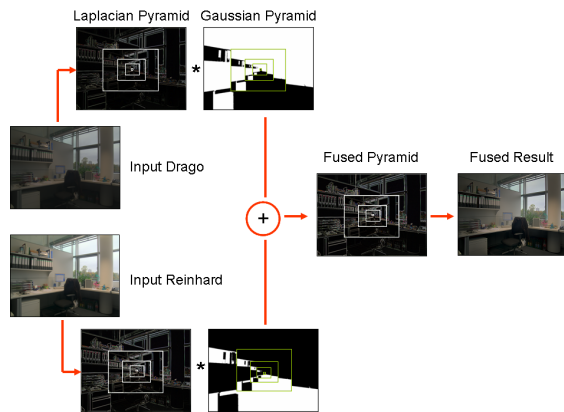 Laplacian Pyramid Gaussian Pyramid
*
Input Drago
Fused Pyramid Fused Result
+
Input Reinhard
*